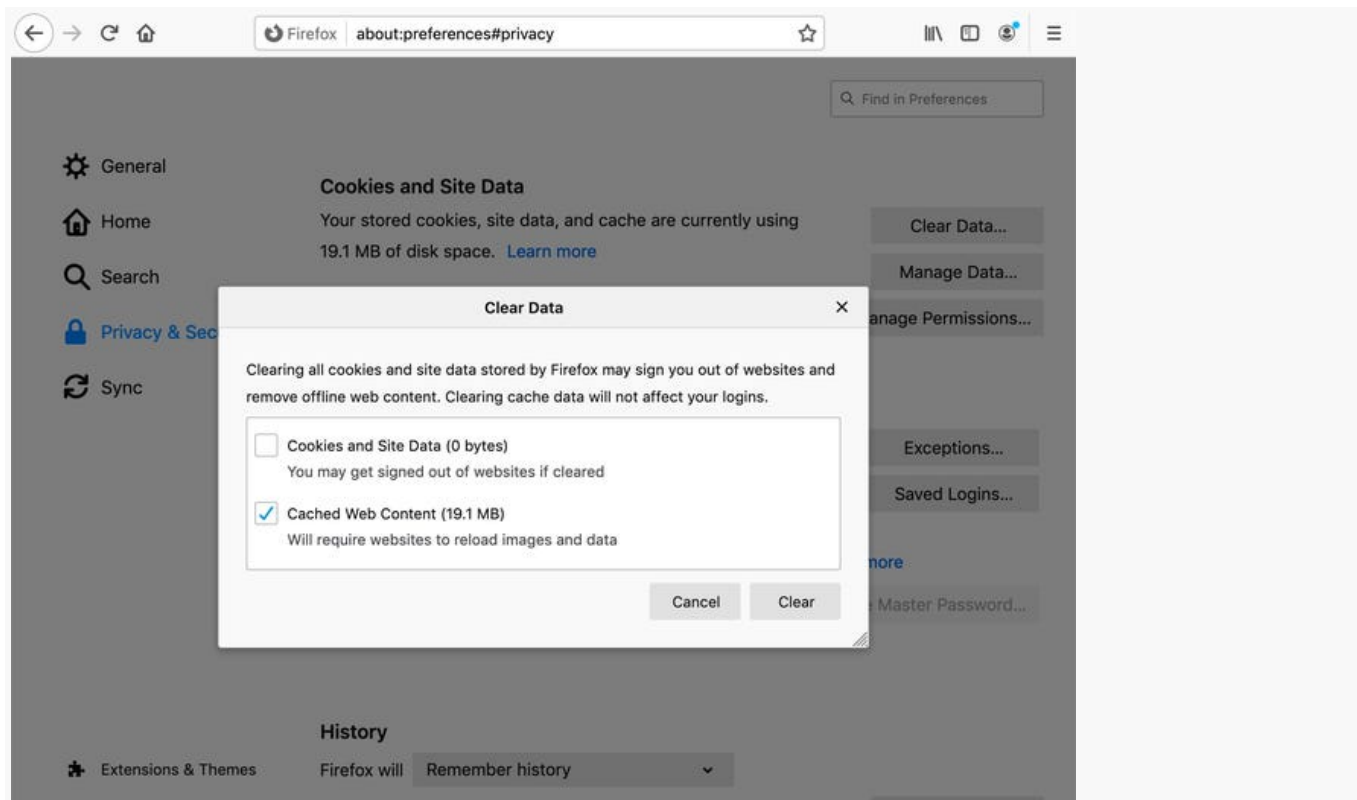 Firefox about:preferences#privacy
Find in Preferences
General
Home
Search
Privacy & Sec
Sync
Extensions & Themes
Cookies and Site Data
Your stored cookies, site data, and cache are currently using
19.1 MB of disk space. Learn more
Clear Data...
Manage Data...
anage Permissions...
Clear Data
Clearing all cookies and site data stored by Firefox may sign you out of websites and
remove offline web content. Clearing cache data will not affect your logins.
Cookies and Site Data (0 bytes)
You may get signed out of websites if cleared
Cached Web Content (19.1 MB)
Will require websites to reload images and data
Cancel Clear
Exceptions...
Saved Logins...
more
Master Password...
History
Firefox will Remember history